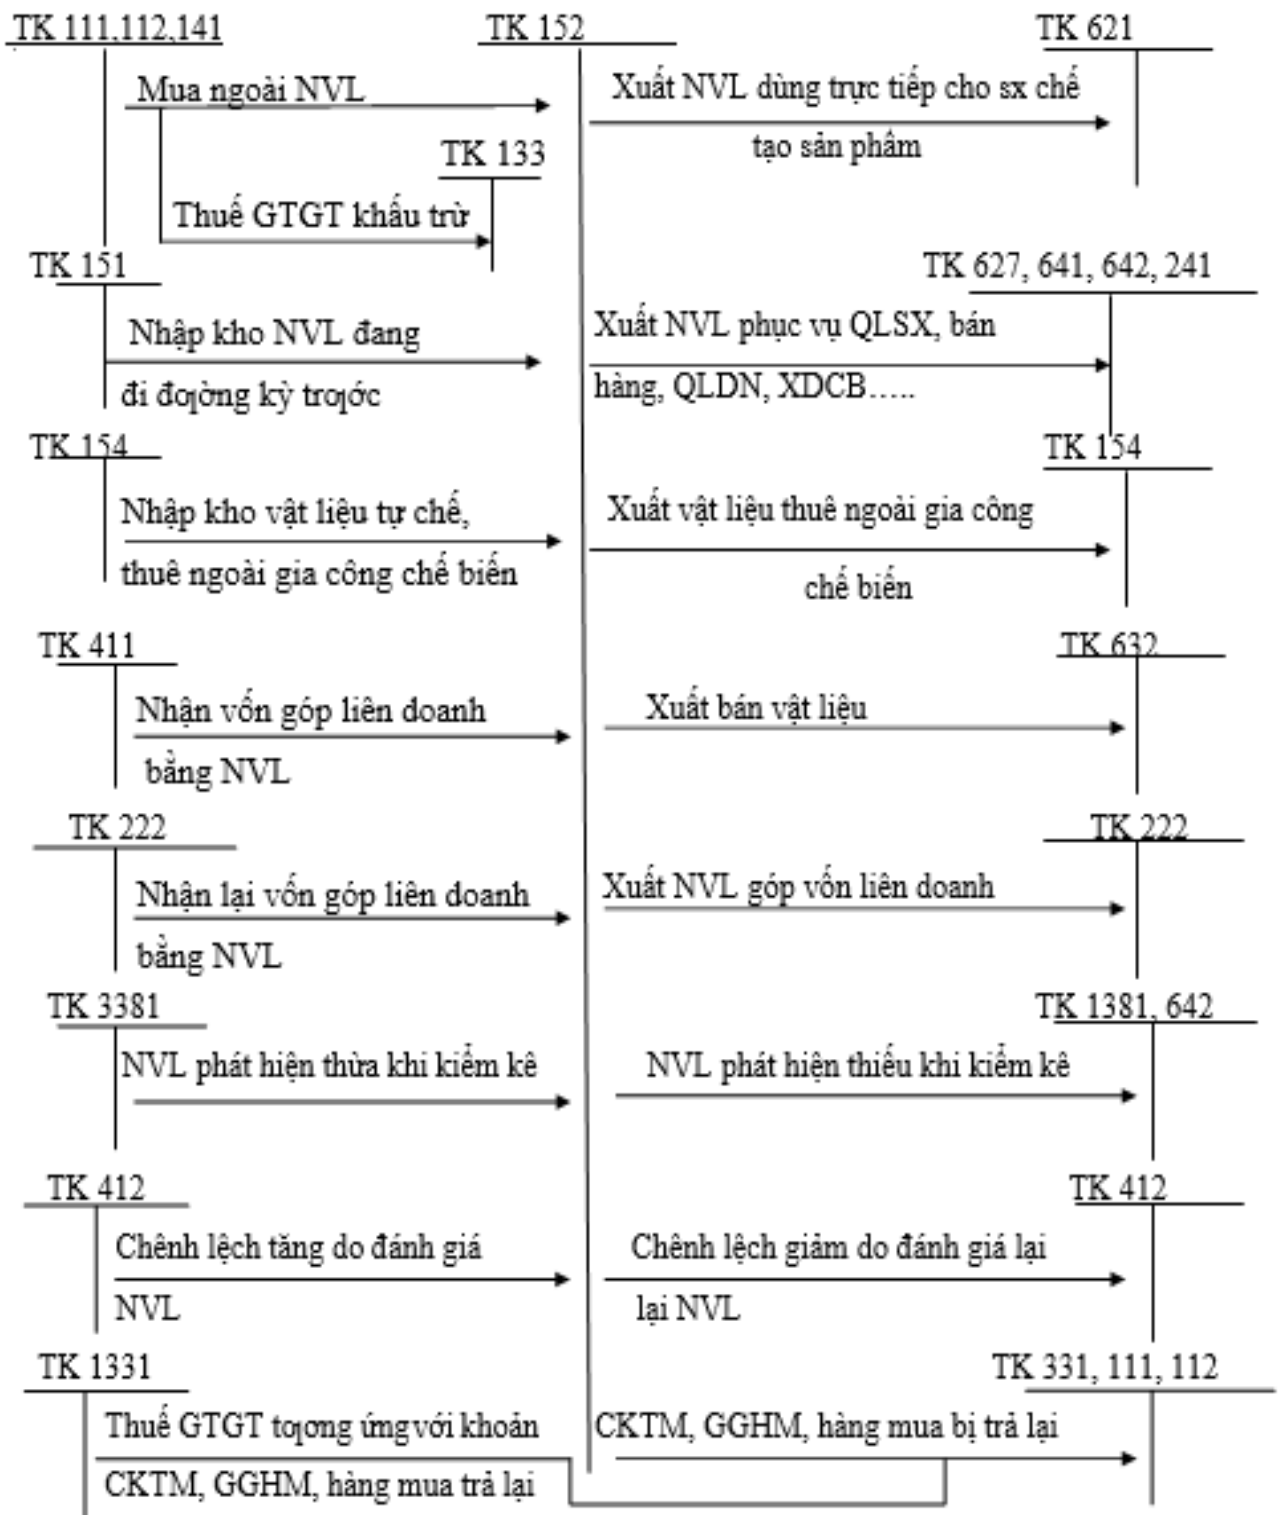 TK 111,112,141
TK 152
TK 621
Mua ngoài NVL
Xuất NVL dùng trực tiếp cho sx chế
tạo sản phẩm
TK 133
Thuế GTGT khấu trừ
TK 151
TK 627, 641, 642, 241
Nhập kho NVL đang
đi đƣờng kỳ trƣớc
Xuất NVL phục vụ QLSX, bán
hàng, QLDN, XDCB…..
TK 154
TK 154
Nhập kho vật liệu tự chế,
thuê ngoài gia công chế biến
Xuất vật liệu thuê ngoài gia công
chế biến
TK 411
TK 632
Nhận vốn góp liên doanh
bằng NVL
Xuất bán vật liệu
TK 222
TK 222
Nhận lại vốn góp liên doanh
bằng NVL
Xuất NVL góp vốn liên doanh
TK 3381
TK 1381, 642
NVL phát hiện thừa khi kiểm kê
NVL phát hiện thiếu khi kiểm kê
TK 412
TK 412
Chênh lệch tăng do đánh giá
NVL
Chênh lệch giảm do đánh giá lại
lại NVL
TK 1331
TK 331, 111, 112
Thuế GTGT tƣơng ứng với khoản
CKTM, GGHM, hàng mua trả lại
CKTM, GGHM, hàng mua bị trả lại